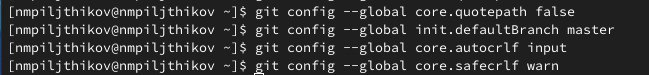 [nmpiljthikov@nmpiljthikov ~]$ git config --global core.quotepath false
[nmpiljthikov@nmpiljthikov ~]$ git config --global init.defaultBranch master
[nmpiljthikov@nmpiljthikov ~]$ git config --global core.autocrlf input
[nmpiljthikov@nmpiljthikov ~]$ git config --global core.safecrlf warn